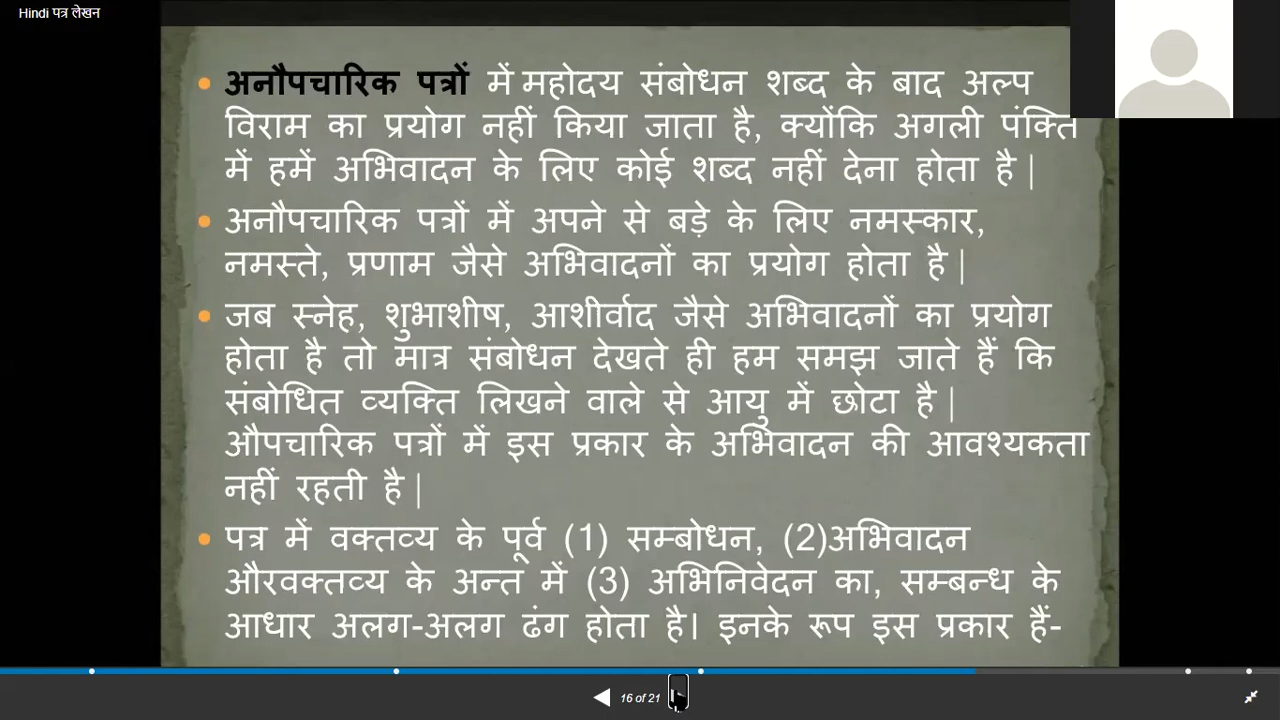 Hindi पत्र लेखन
अनौपचारिक पत्रों में महोदय संबोधन शब्द के बाद अल्प
विराम का प्रयोग नहीं किया जाता है, क्योंकि अगली पंक्ति
में हमें अभिवादन के लिए कोई शब्द नहीं देना होता है |
अनौपचारिक पत्रों में अपने से बड़े के लिए नमस्कार,
नमस्ते, प्रणाम जैसे अभिवादनों का प्रयोग होता है |
जब स्नेह, शुभाशीष, आशीर्वाद जैसे अभिवादनों का प्रयोग
होता है तो मात्र संबोधन देखते ही हम समझ जाते हैं कि
संबोधित व्यक्ति लिखने वाले से आयु में छोटा है |
औपचारिक पत्रों में इस प्रकार के अभिवादन की आवश्यकता
नहीं रहती है |
पत्र में वक्तव्य के पूर्व (1) सम्बोधन, (2)अभिवादन
औरवक्तव्य के अन्त में (3) अभिनिवेदन का, सम्बन्ध के
आधार अलग-अलग ढंग होता है। इनके रूप इस प्रकार हैं-
16 of 21